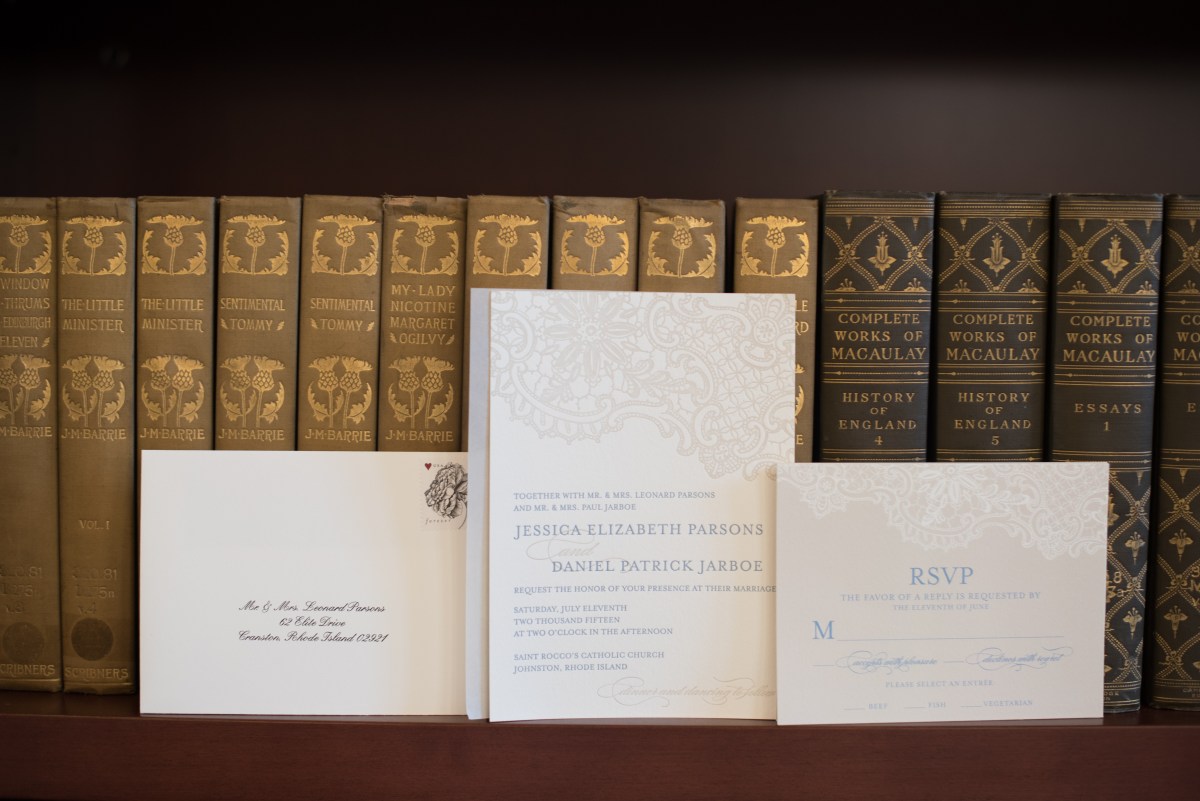 WINDOW
THRUMS
EDINBURGH
ELEVEN
M·BARRIE
SCRIBNERS
THE·LITTLE
MINISTER
J·M·BARRIE
VOL. I
SCRIBNERS
THE·LITTLE
MINISTER
J·M·BARRIE
SENTIMENTAL
TOMMY
J·M·BARRIE
SENTIMENTAL
TOMMY
J·M·BARRIE
MY·LADY
NICOTINE
MARGARET
OGILVY
J·M·BARRIE
COMPLETE
WORKS OF
MACAULAY
HISTORY
OF
ENGLAND
4
COMPLETE
WORKS OF
MACAULAY
HISTORY
OF
ENGLAND
5
COMPLETE
WORKS OF
MACAULAY
ESSAYS
1
forever
Mr. & Mrs. Leonard Parsons
62 Elite Drive
Cranston, Rhode Island 02921
TOGETHER WITH MR. & MRS. LEONARD PARSONS
AND MR. & MRS. PAUL JARBOE
JESSICA ELIZABETH PARSONS
and
DANIEL PATRICK JARBOE
REQUEST THE HONOR OF YOUR PRESENCE AT THEIR MARRIAGE
SATURDAY, JULY ELEVENTH
TWO THOUSAND FIFTEEN
AT TWO O'CLOCK IN THE AFTERNOON
SAINT ROCCO'S CATHOLIC CHURCH
JOHNSTON, RHODE ISLAND
dinner and dancing to follow
RSVP
THE FAVOR OF A REPLY IS REQUESTED BY
THE ELEVENTH OF JUNE
M
accepts with pleasure declines with regret
PLEASE SELECT AN ENTRÉE
BEEF FISH VEGETARIAN